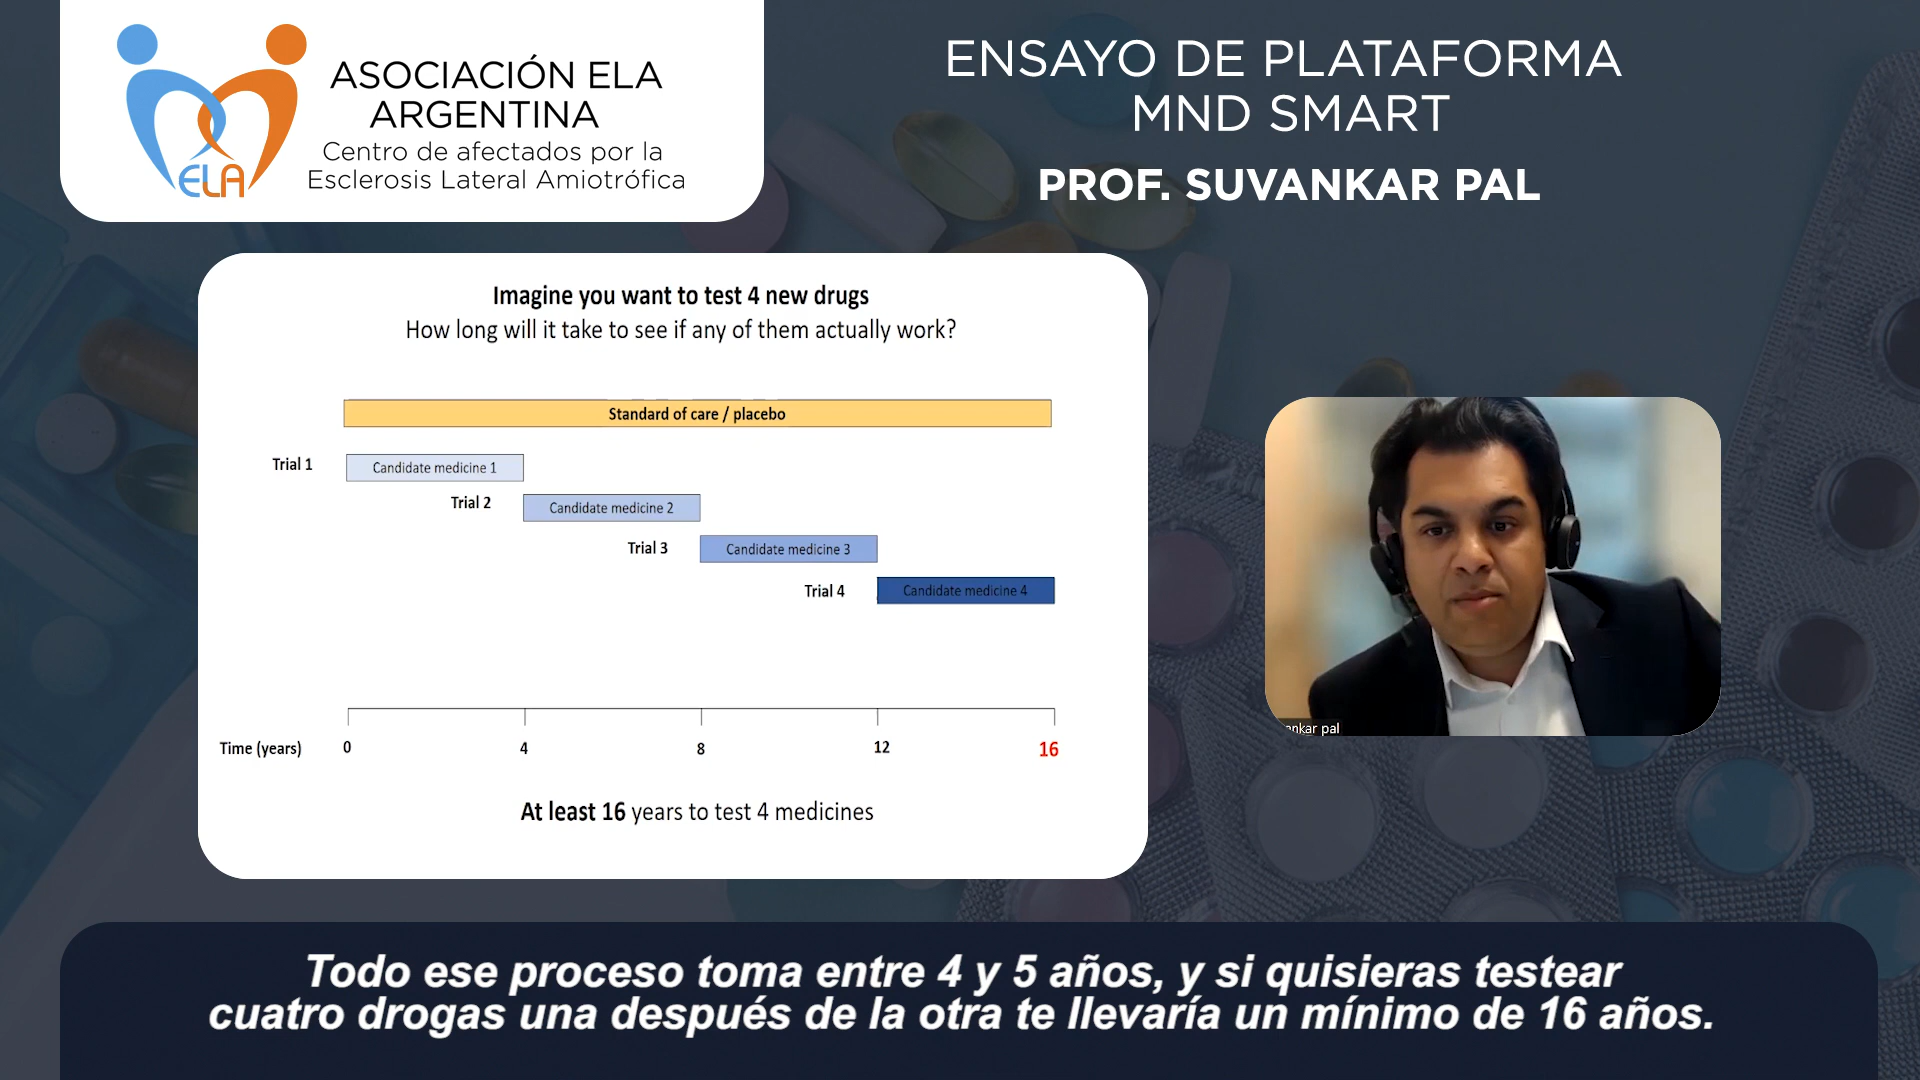 ASOCIACIÓN ELA
ARGENTINA
Centro de afectados por la
Esclerosis Lateral Amiotrófica
ELA
ENSAYO DE PLATAFORMA
MND SMART
PROF. SUVANKAR PAL
Imagine you want to test 4 new drugs
How long will it take to see if any of them actually work?
Standard of care / placebo
Trial 1 Candidate medicine 1
Trial 2 Candidate medicine 2
Trial 3 Candidate medicine 3
Trial 4 Candidate medicine 4
Time (years) 0 4 8 12 16
At least 16 years to test 4 medicines
ankar pal
Todo ese proceso toma entre 4 y 5 años, y si quisieras testear
cuatro drogas una después de la otra te llevaría un mínimo de 16 años.